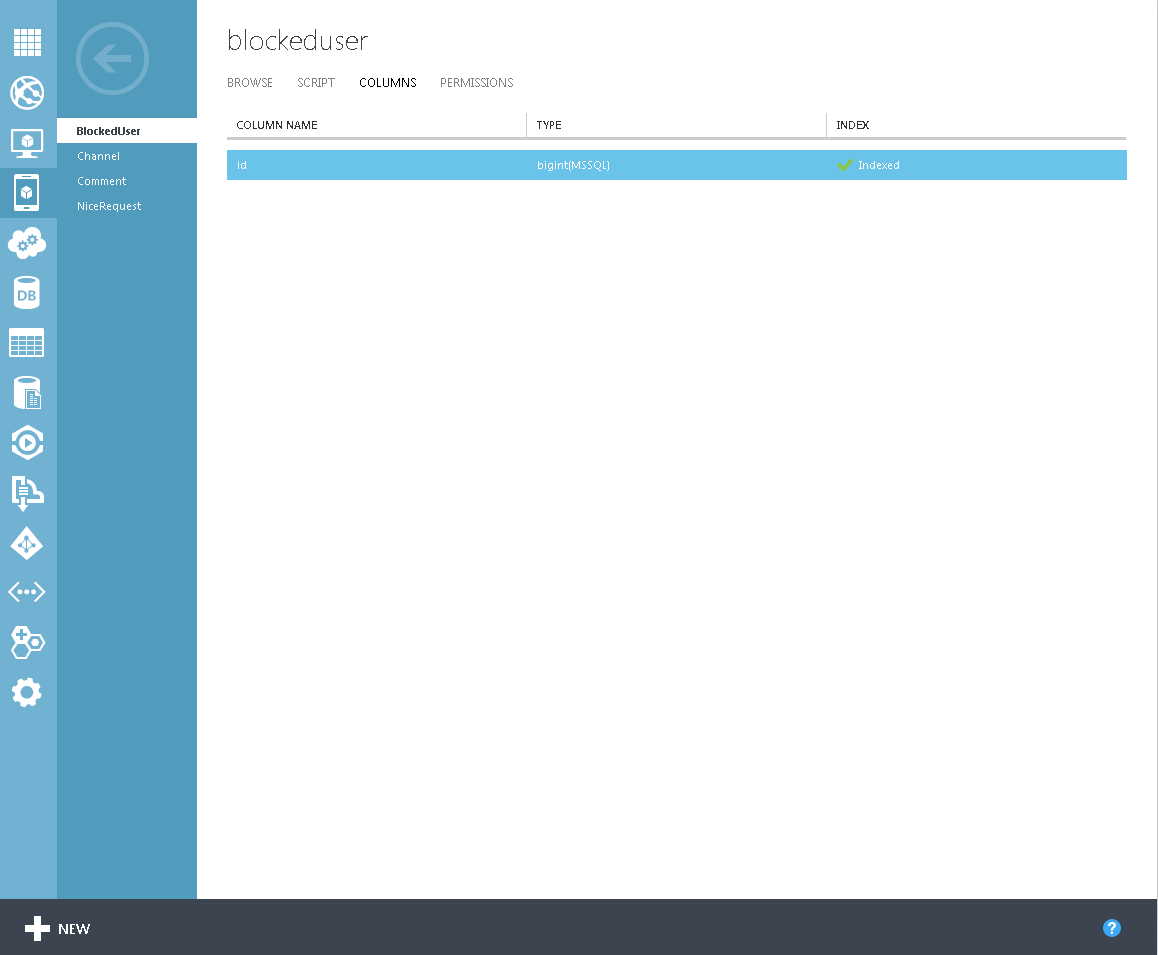 blockeduser
BROWSE SCRIPT COLUMNS PERMISSIONS
BlockedUser
Channel
Comment
NiceRequest
COLUMN NAME TYPE INDEX
id bigint(MSSQL) Indexed
DB
NEW
?